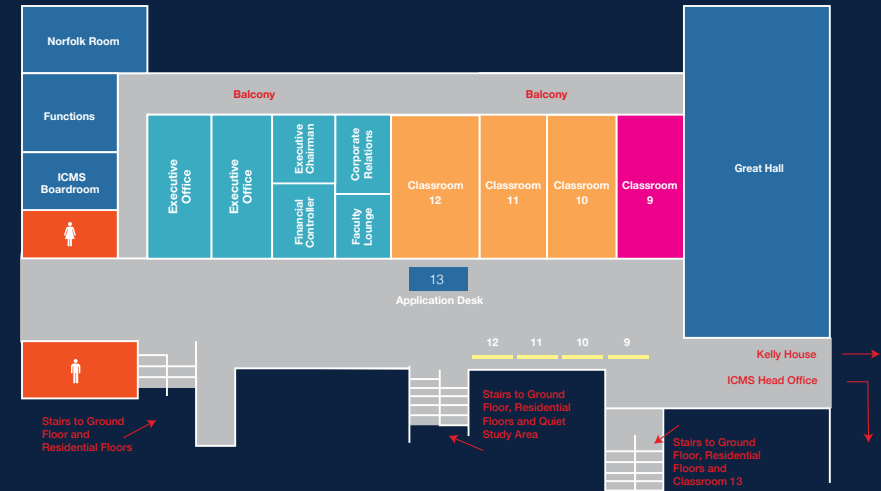 Norfolk Room
Functions
ICMS
Boardroom
Balcony
Balcony
Executive
Office
Executive
Office
Executive
Chairman
Financial
Controller
Corporate
Relations
Faculty
Lounge
Classroom
12
Classroom
11
Classroom
10
Classroom
9
Great Hall
13
Application Desk
12
11
10
9
Kelly House
ICMS Head Office
Stairs to Ground
Floor and
Residential Floors
Stairs to Ground
Floor, Residential
Floors and Quiet
Study Area
Stairs to Ground
Floor, Residential
Floors and
Classroom 13